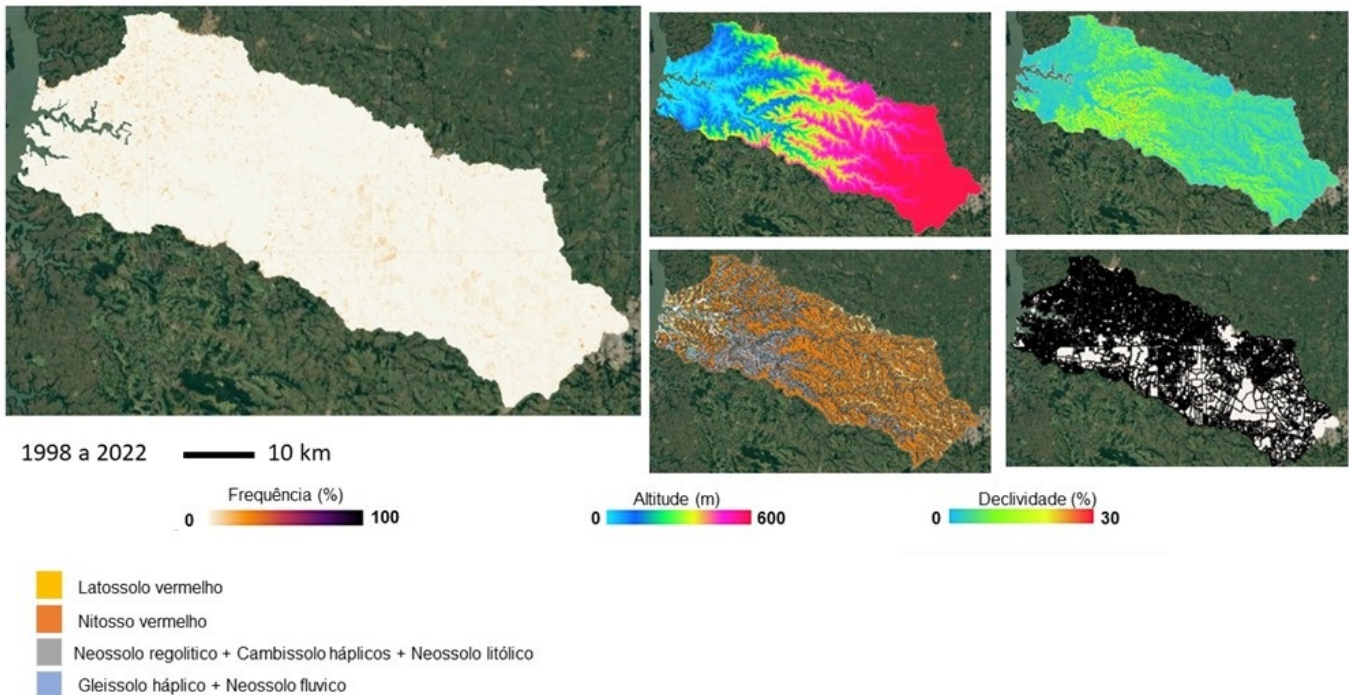 1998 a 2022 10 km
Frequência (%)
0 100
Altitude (m)
0 600
Declividade (%)
0 30
Latossolo vermelho
Nitosso vermelho
Neossolo regolitico + Cambissolo háplicos + Neossolo litólico
Gleissolo háplico + Neossolo fluvico